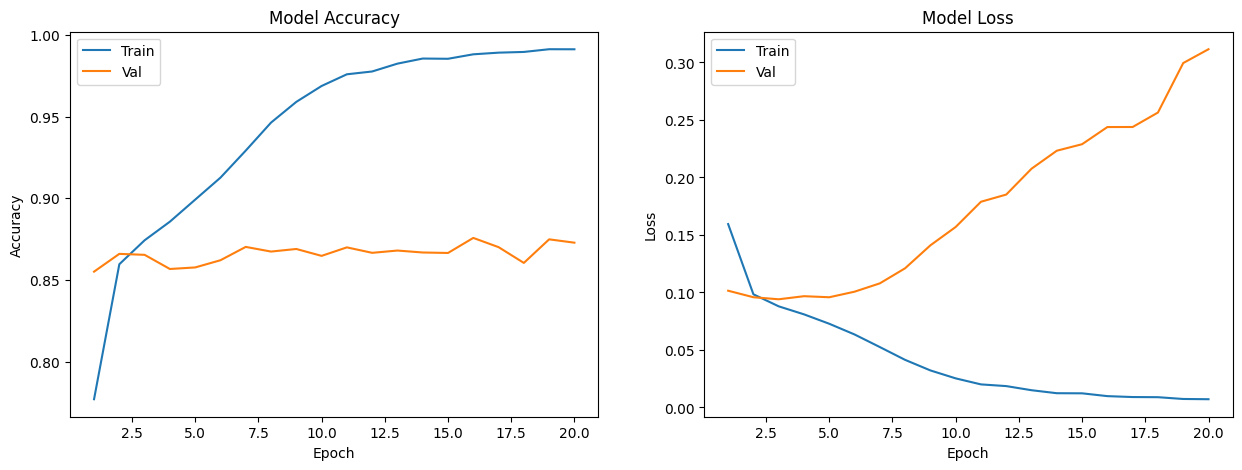 Model Accuracy
Train
Val
1.00
0.95
0.90
0.85
0.80
Accuracy
2.5 5.0 7.5 10.0 12.5 15.0 17.5 20.0
Epoch
Model Loss
Train
Val
0.30
0.25
0.20
0.15
0.10
0.05
0.00
Loss
2.5 5.0 7.5 10.0 12.5 15.0 17.5 20.0
Epoch